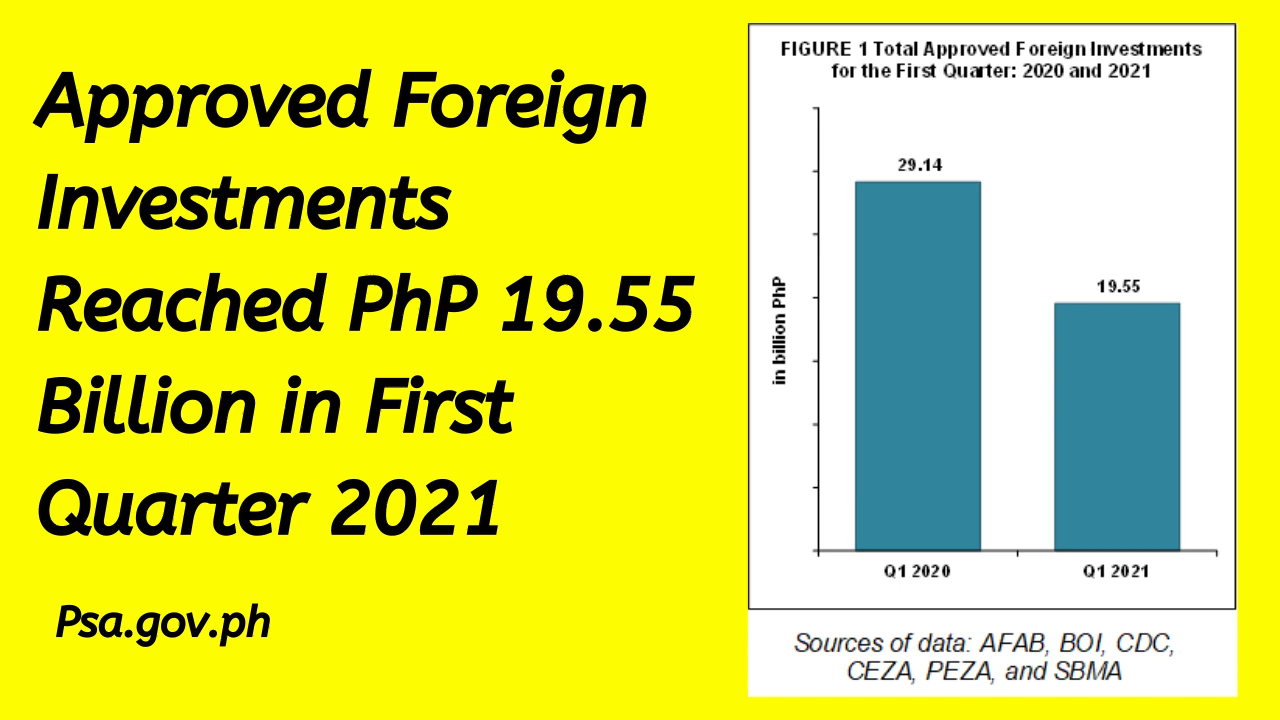 Approved Foreign
Investments
Reached PhP 19.55
Billion in First
Quarter 2021
Psa.gov.ph
FIGURE 1 Total Approved Foreign Investments
for the First Quarter: 2020 and 2021
29.14
19.55
in billion PhP
Q1 2020
Q1 2021
Sources of data: AFAB, BOI, CDC,
CEZA, PEZA, and SBMA